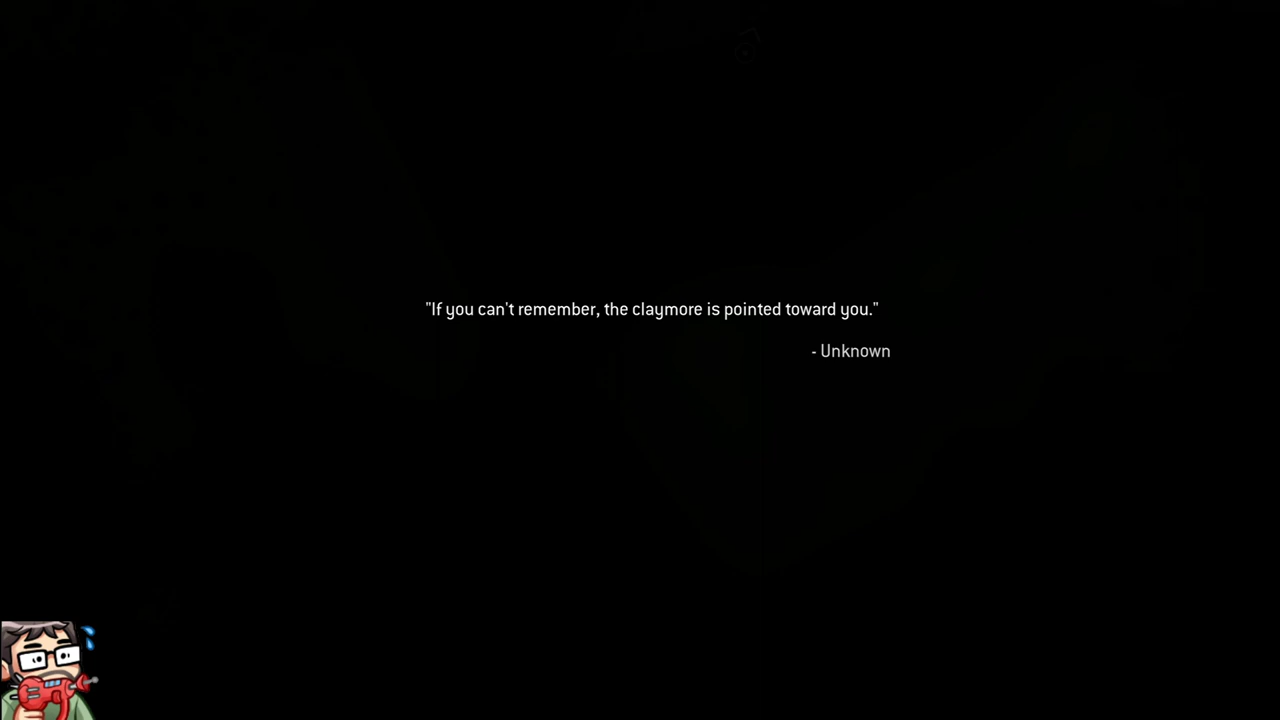 "If you can't remember, the claymore is pointed toward you."
- Unknown